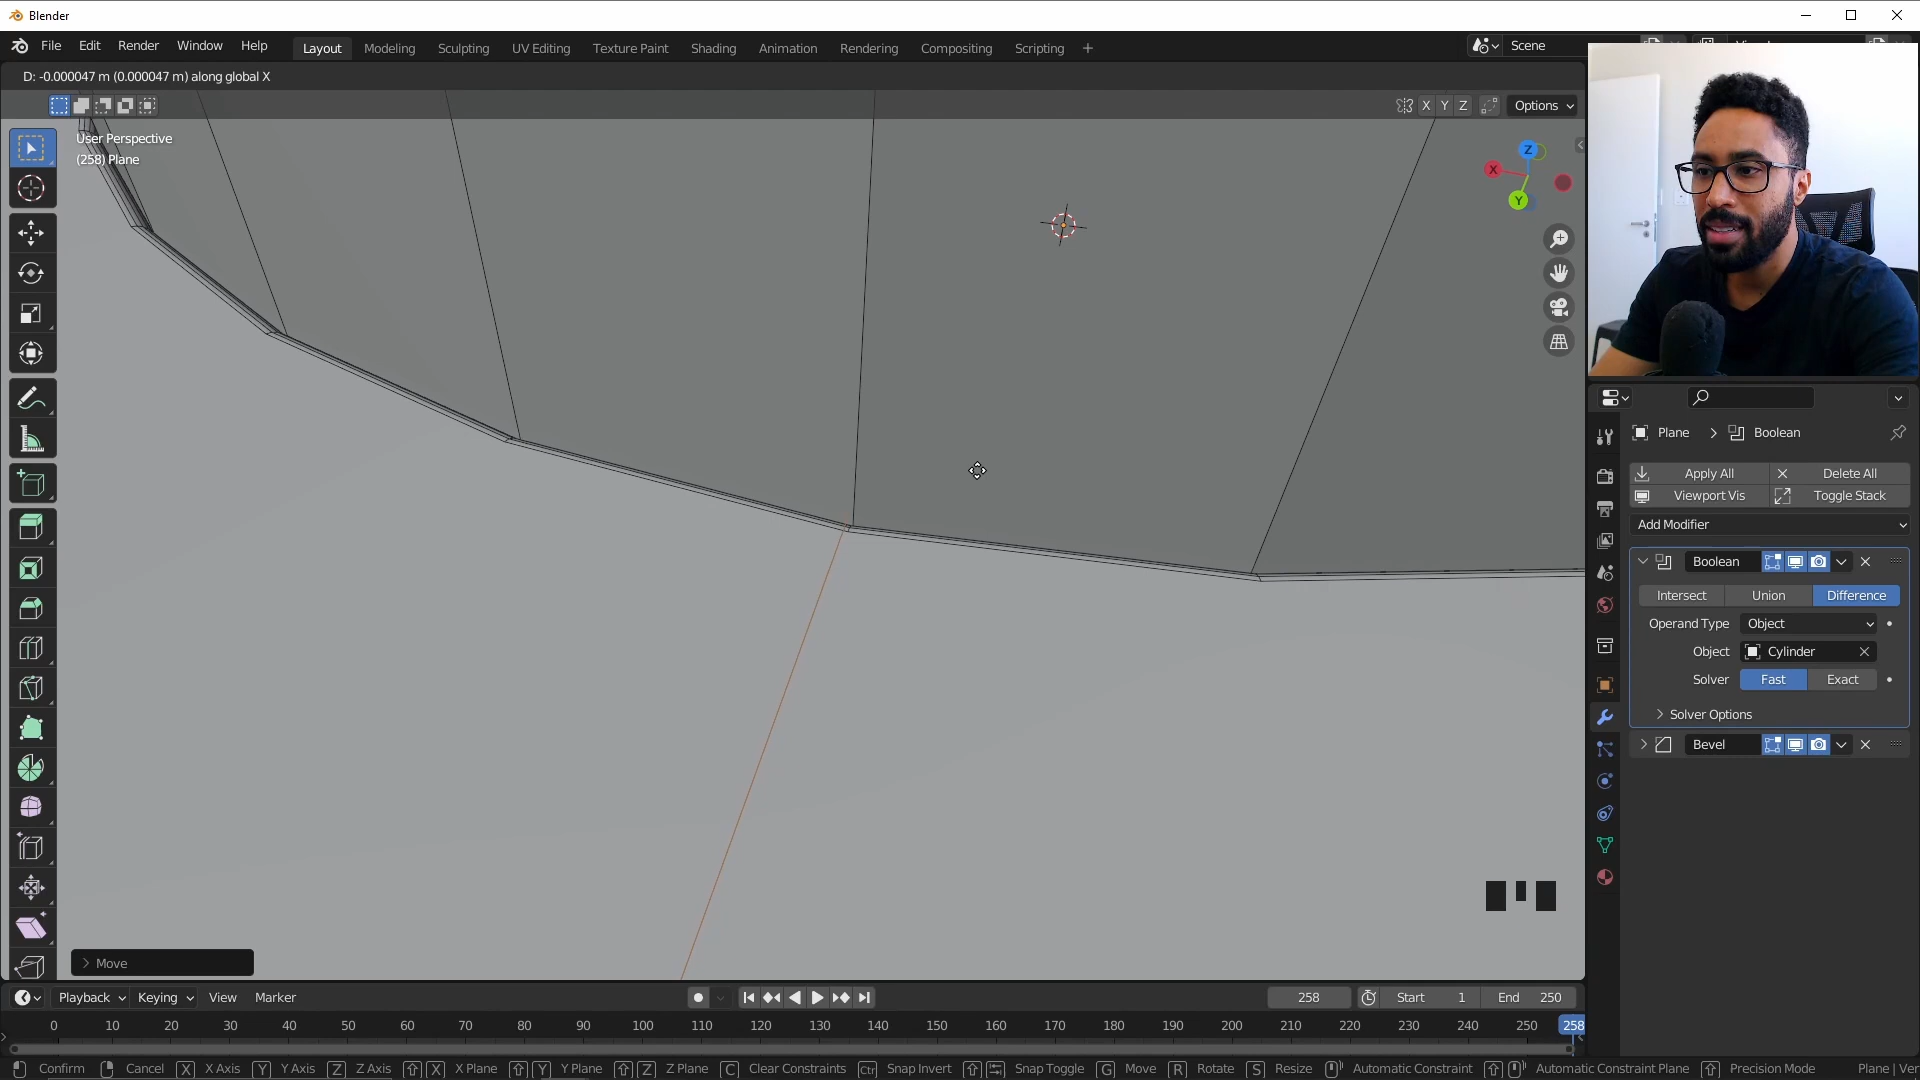 Blender
File Edit Render Window Help Layout Modeling Sculpting UV Editing Texture Paint Shading Animation Rendering Compositing Scripting + Scene
D: -0.000047 m (0.000047 m) along global X
X Y Z Options
User Perspective
(258) Plane
Z
X
Y
Plane > Boolean
Apply All Delete All
Viewport Vis Toggle Stack
Add Modifier
Boolean
Intersect Union Difference
Operand Type Object
Object Cylinder
Solver Fast Exact
> Solver Options
Bevel
> Move
Playback Keying View Marker 258 Start 1 End 250
0 10 20 30 40 50 60 70 80 90 100 110 120 130 140 150 160 170 180 190 200 210 220 230 240 250 258
Confirm Cancel X X Axis Y Y Axis Z Z Axis X X Plane Y Y Plane Z Z Plane C Clear Constraints Ctrl Snap Invert Snap Toggle G Move R Rotate S Resize Automatic Constraint Automatic Constraint Plane Precision Mode Plane | Ver